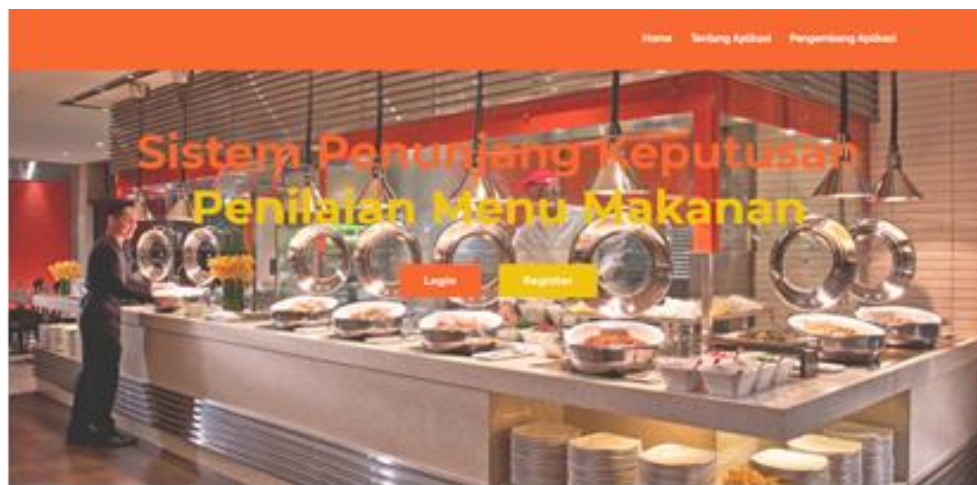 Home Tentang Aplikasi Pengembang Aplikasi
Sistem Penunjang Keputusan
Penilaian Menu Makanan
Login Register